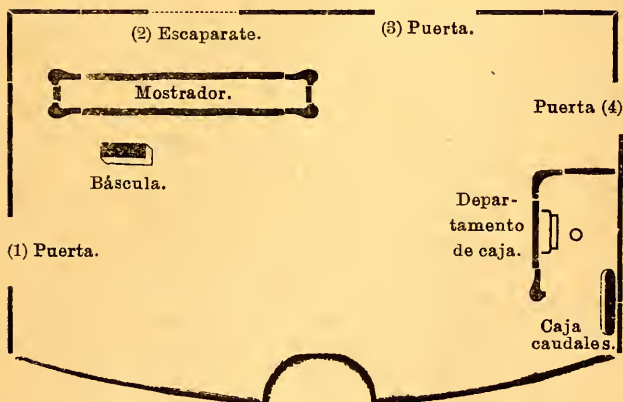 (2) Escaparate.
(3) Puerta.
Mostrador.
Puerta (4)
Báscula.
Depar-
tamento
de caja.
(1) Puerta.
Caja
caudales.